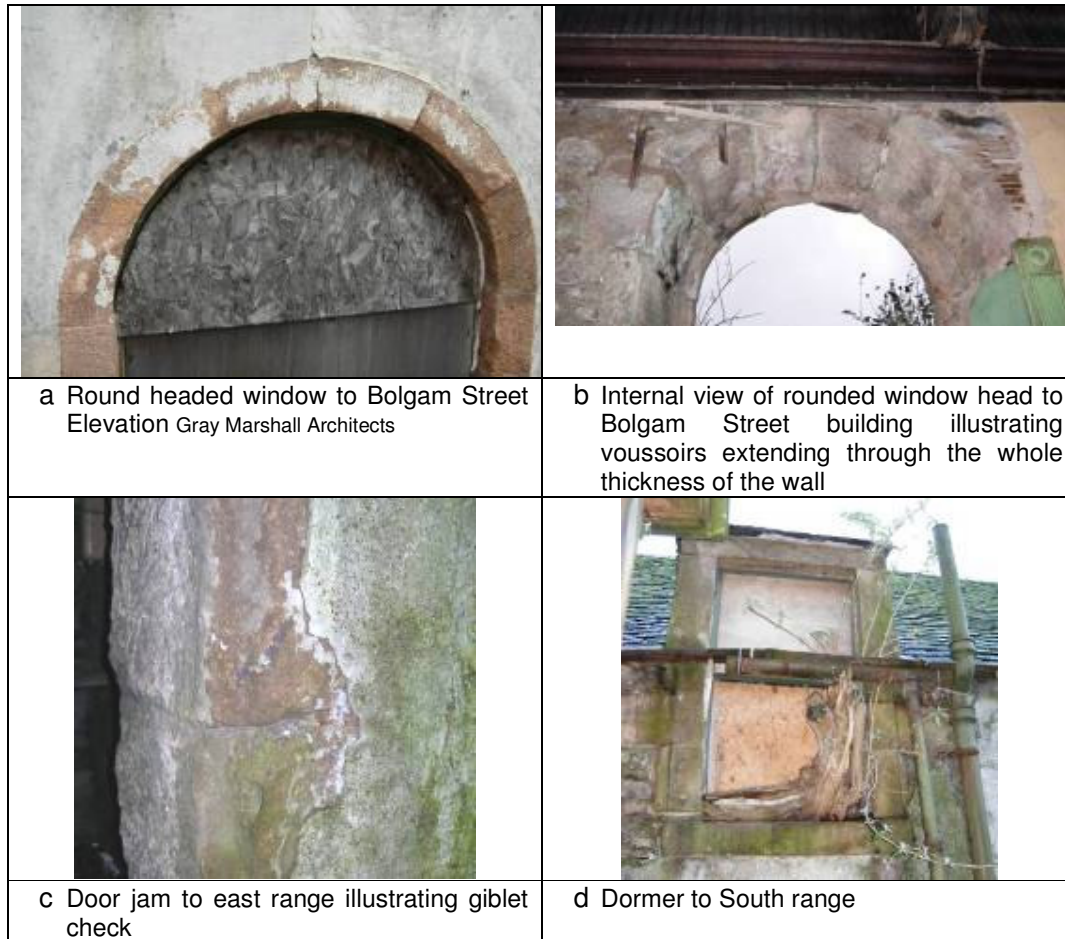 a Round headed window to Bolgam Street
Elevation Gray Marshall Architects
b Internal view of rounded window head to
Bolgam Street building illustrating
voussoirs extending through the whole
thickness of the wall
c Door jam to east range illustrating giblet
check
d Dormer to South range